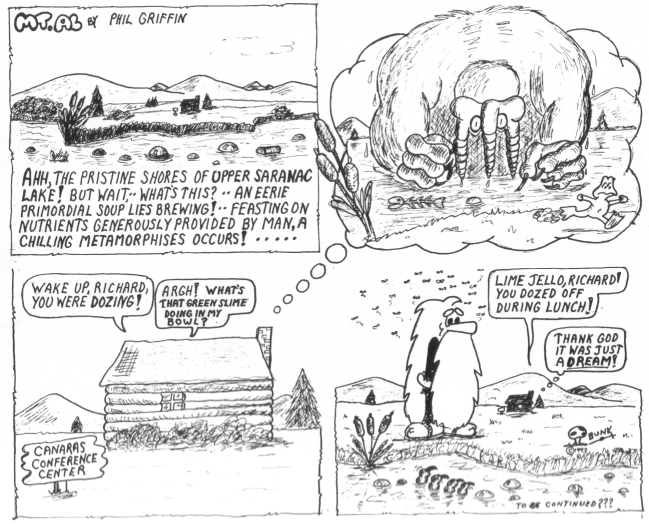 MT. AL BY PHIL GRIFFIN
AHH, THE PRISTINE SHORES OF UPPER SARANAC
LAKE! BUT WAIT,.. WHAT'S THIS? .. AN EERIE
PRIMORDIAL SOUP LIES BREWING! .. FEASTING ON
NUTRIENTS GENEROUSLY PROVIDED BY MAN, A
CHILLING METAMORPHISES OCCURS! .....
WAKE UP, RICHARD,
YOU WERE DOZING!
ARGH! WHAT'S
THAT GREEN SLIME
DOING IN MY
BOWL?
CANARAS
CONFERENCE
CENTER
LIME JELLO, RICHARD!
YOU DOZED OFF
DURING LUNCH!
THANK GOD
IT WAS JUST
A DREAM!
BUNK
©1993
TO BE CONTINUED???